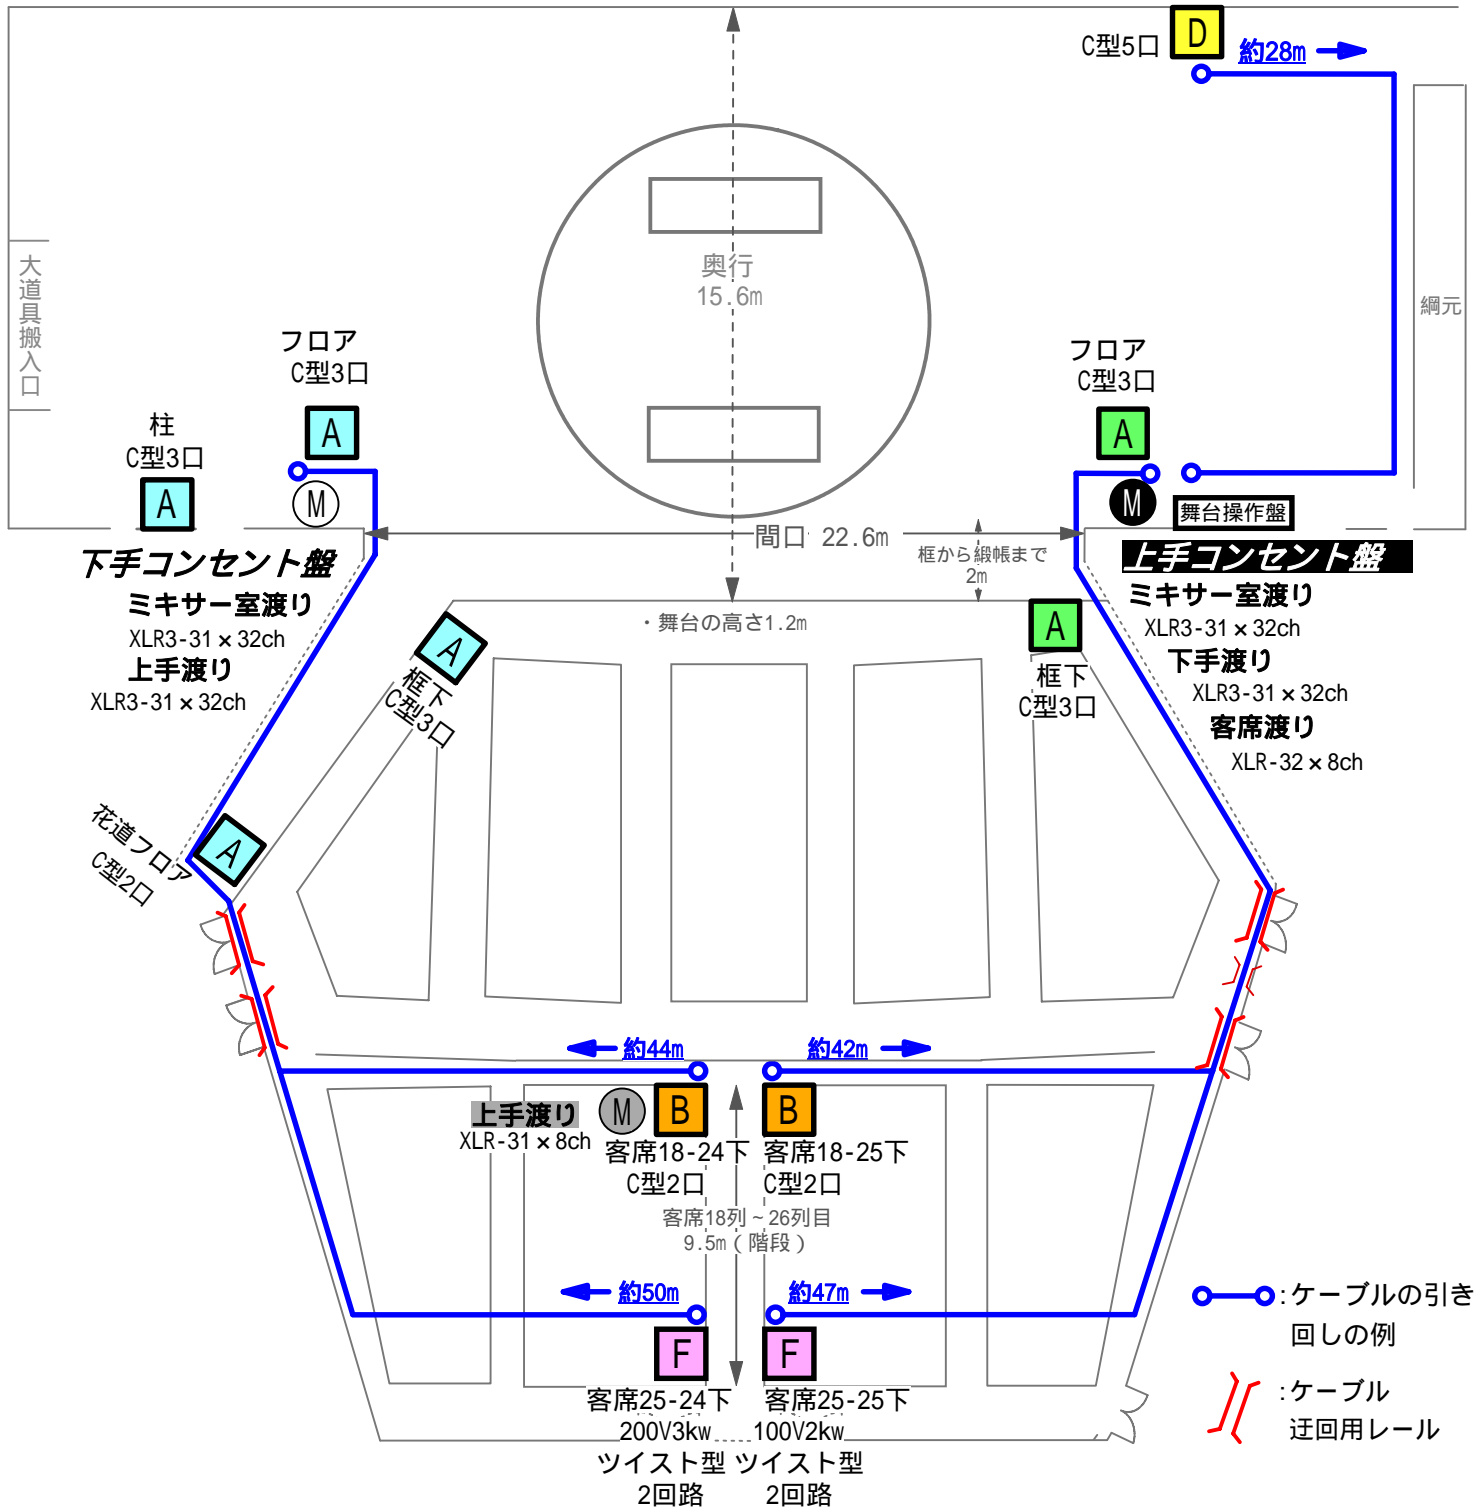 C型5口
D
約28m
奥行
15.6m
大道具搬入口
綱元
フロア
C型3口
A
柱
C型3口
A
M
フロア
C型3口
A
M
舞台操作盤
間口 22.6m
框から緞帳まで
2m
下手コンセント盤
ミキサー室渡り
XLR3-31×32ch
上手渡り
XLR3-31×32ch
上手コンセント盤
ミキサー室渡り
XLR3-31×32ch
下手渡り
XLR3-31×32ch
客席渡り
XLR-32×8ch
・舞台の高さ1.2m
A
框下
C型3口
A
框下
C型3口
花道フロア
C型2口
A
約44m
約42m
上手渡り
XLR-31×8ch
M
B
B
客席18-24下
C型2口
客席18-25下
C型2口
客席18列~26列目
9.5m(階段)
約50m
約47m
F
F
客席25-24下
200V3kw
ツイスト型
2回路
客席25-25下
100V2kw
ツイスト型
2回路
:ケーブルの引き
回しの例
:ケーブル
迂回用レール